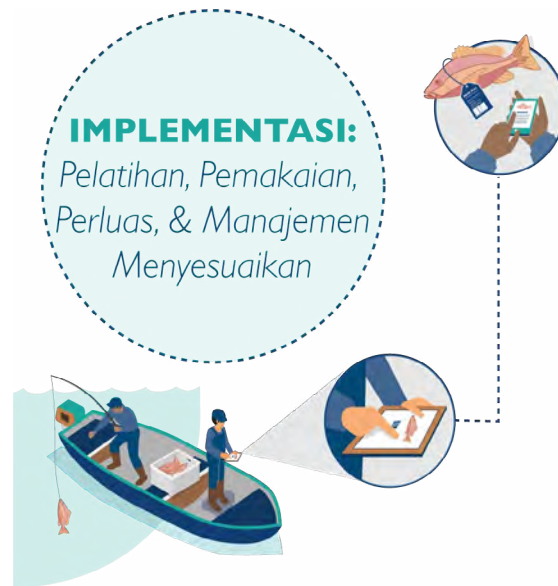 IMPLEMENTASI:
Pelatihan, Pemakaian,
Perluas, & Manajemen
Menyesuaikan